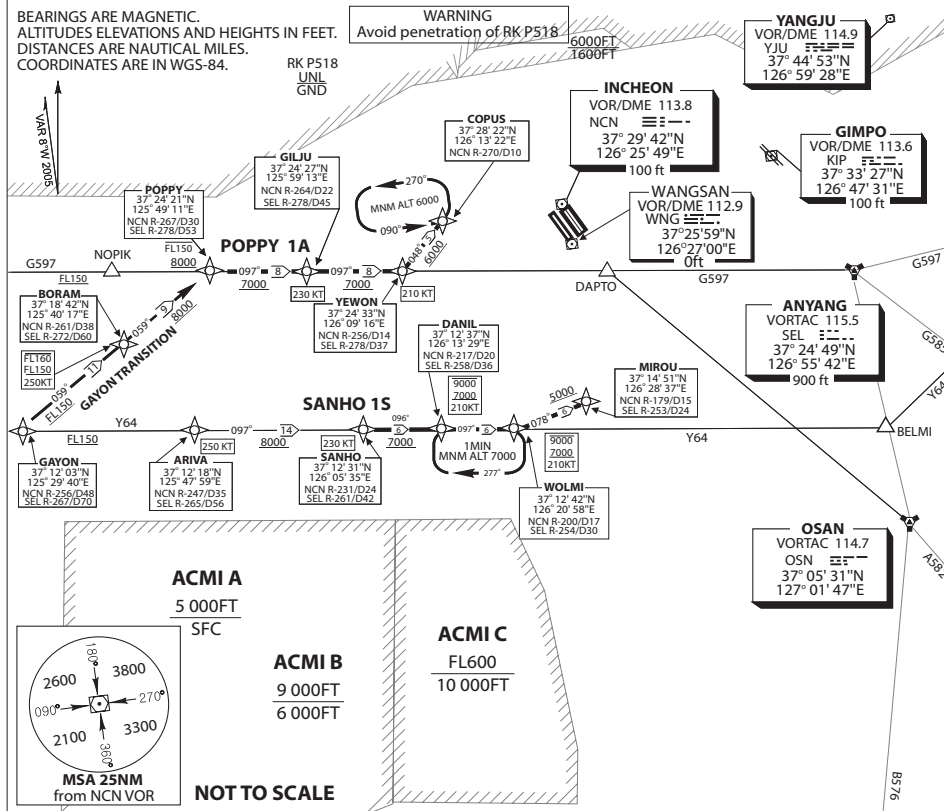 BEARINGS ARE MAGNETIC.
ALTITUDES ELEVATIONS AND HEIGHTS IN FEET.
DISTANCES ARE NAUTICAL MILES.
COORDINATES ARE IN WGS-84.
WARNING
Avoid penetration of RK P518
RK P518
UNL
GND
6000FT
1600FT
VAR 8°W 2005
YANGJU
VOR/DME 114.9
YJU
37° 44' 53"N
126° 59' 28"E
INCHEON
VOR/DME 113.8
NCN
37° 29' 42"N
126° 25' 49"E
100 ft
GIMPO
VOR/DME 113.6
KIP
37° 33' 27"N
126° 47' 31"E
100 ft
WANGSAN
VOR/DME 112.9
WNG
37°25'59"N
126°27'00"E
0ft
COPUS
37° 28' 22"N
126° 13' 22"E
NCN R-270/D10
GILJU
37° 24' 27"N
125° 59' 13"E
NCN R-264/D22
SEL R-278/D45
POPPY
37° 24' 21"N
125° 49' 11"E
NCN R-267/D30
SEL R-278/D53
270°
MNM ALT 6000
090°
048°
5
6000
FL150
8000
POPPY 1A
NOPIK
G597
FL150
097°
8
7000
230 KT
097°
8
7000
210 KT
YEWON
37° 24' 33"N
126° 09' 16"E
NCN R-256/D14
SEL R-278/D37
DAPTO
G597
G597
G585
Y64
ANYANG
VORTAC 115.5
SEL
37° 24' 49"N
126° 55' 42"E
900 ft
BORAM
37° 18' 42"N
125° 40' 17"E
NCN R-261/D38
SEL R-272/D60
FL160
FL150
250KT
059°
9
8000
059°
11
FL150
GAYON TRANSITION
DANIL
37° 12' 37"N
126° 13' 29"E
NCN R-217/D20
SEL R-258/D36
9000
7000
210KT
MIROU
37° 14' 51"N
126° 28' 37"E
NCN R-179/D15
SEL R-253/D24
5000
078°
6
SANHO 1S
Y64
FL150
097°
14
8000
250 KT
230 KT
096°
6
7000
097°
6
1MIN
MNM ALT 7000
277°
9000
7000
210KT
Y64
BELMI
GAYON
37° 12' 03"N
125° 29' 40"E
NCN R-256/D48
SEL R-267/D70
ARIVA
37° 12' 18"N
125° 47' 59"E
NCN R-247/D35
SEL R-265/D56
SANHO
37° 12' 31"N
126° 05' 35"E
NCN R-231/D24
SEL R-261/D42
WOLMI
37° 12' 42"N
126° 20' 58"E
NCN R-200/D17
SEL R-254/D30
OSAN
VORTAC 114.7
OSN
37° 05' 31"N
127° 01' 47"E
A582
B576
ACMI A
5 000FT
SFC
ACMI B
9 000FT
6 000FT
ACMI C
FL600
10 000FT
180°
2600
3800
090°
270°
2100
3300
360°
MSA 25NM
from NCN VOR
NOT TO SCALE